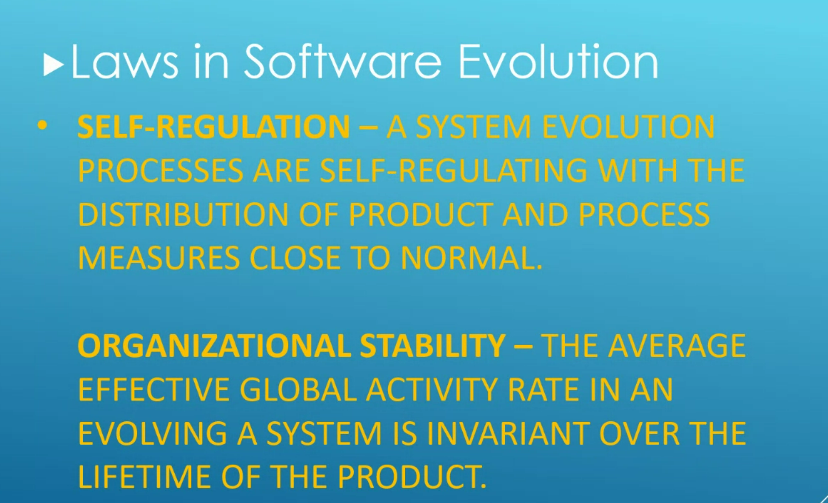 Laws in Software Evolution
• SELF-REGULATION – A SYSTEM EVOLUTION
PROCESSES ARE SELF-REGULATING WITH THE
DISTRIBUTION OF PRODUCT AND PROCESS
MEASURES CLOSE TO NORMAL.
ORGANIZATIONAL STABILITY – THE AVERAGE
EFFECTIVE GLOBAL ACTIVITY RATE IN AN
EVOLVING A SYSTEM IS INVARIANT OVER THE
LIFETIME OF THE PRODUCT.